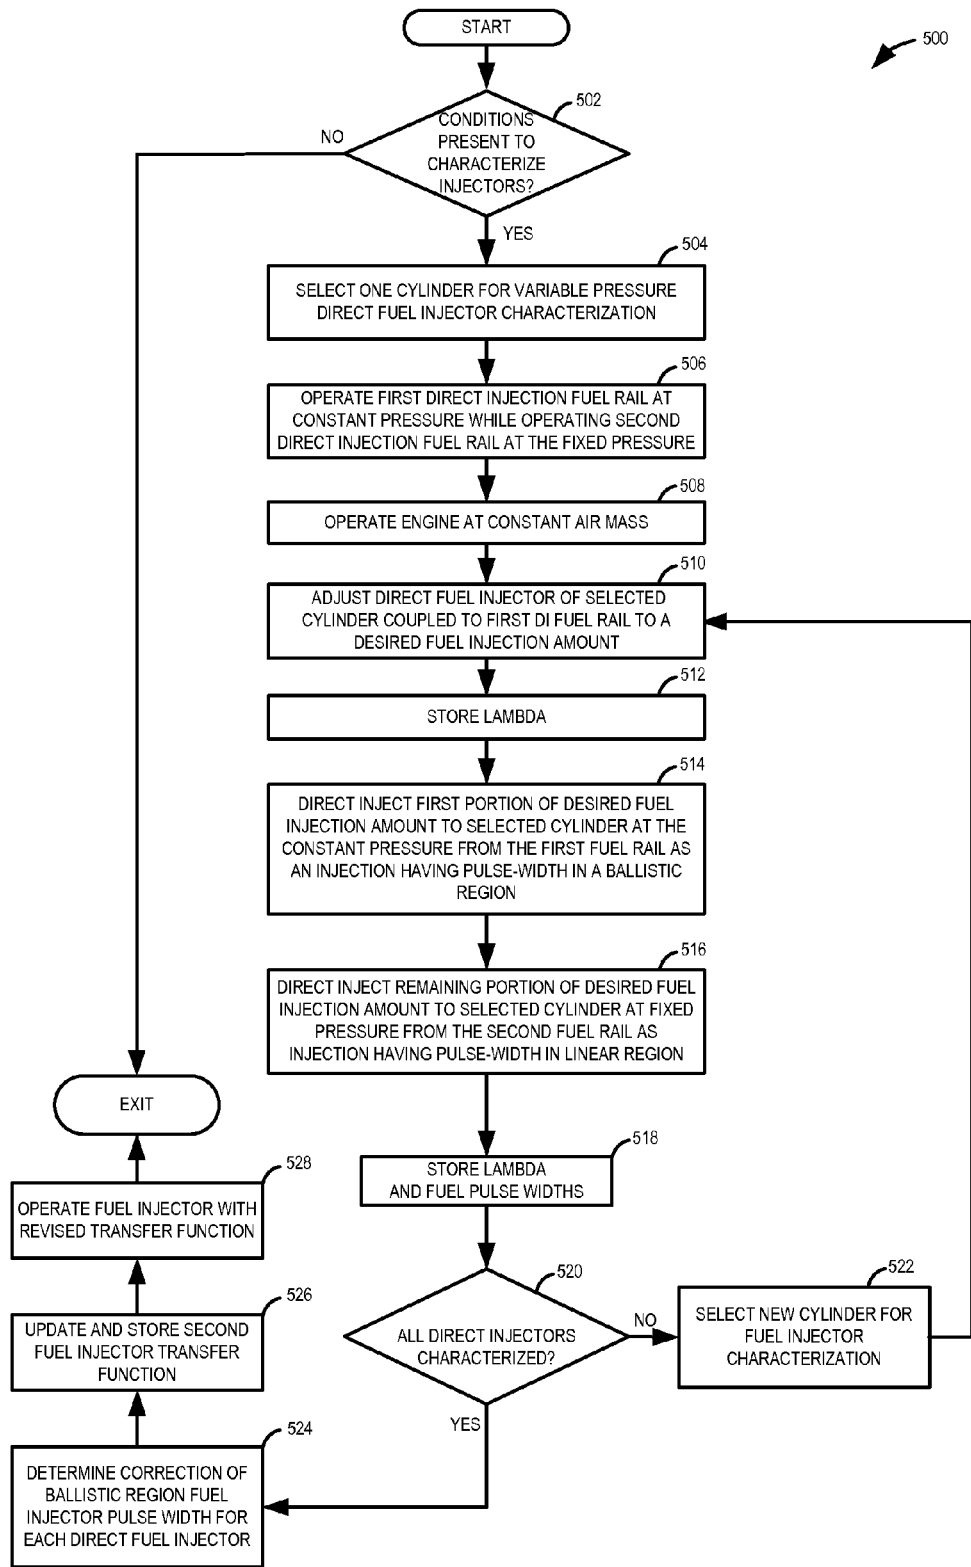 START
500
502
CONDITIONS
PRESENT TO
CHARACTERIZE
INJECTORS?
NO
YES
504
SELECT ONE CYLINDER FOR VARIABLE PRESSURE
DIRECT FUEL INJECTOR CHARACTERIZATION
506
OPERATE FIRST DIRECT INJECTION FUEL RAIL AT
CONSTANT PRESSURE WHILE OPERATING SECOND
DIRECT INJECTION FUEL RAIL AT THE FIXED PRESSURE
508
OPERATE ENGINE AT CONSTANT AIR MASS
510
ADJUST DIRECT FUEL INJECTOR OF SELECTED
CYLINDER COUPLED TO FIRST DI FUEL RAIL TO A
DESIRED FUEL INJECTION AMOUNT
512
STORE LAMBDA
514
DIRECT INJECT FIRST PORTION OF DESIRED FUEL
INJECTION AMOUNT TO SELECTED CYLINDER AT THE
CONSTANT PRESSURE FROM THE FIRST FUEL RAIL AS
AN INJECTION HAVING PULSE-WIDTH IN A BALLISTIC
REGION
516
DIRECT INJECT REMAINING PORTION OF DESIRED FUEL
INJECTION AMOUNT TO SELECTED CYLINDER AT FIXED
PRESSURE FROM THE SECOND FUEL RAIL AS
INJECTION HAVING PULSE-WIDTH IN LINEAR REGION
518
STORE LAMBDA
AND FUEL PULSE WIDTHS
520
ALL DIRECT INJECTORS
CHARACTERIZED?
NO
522
SELECT NEW CYLINDER FOR
FUEL INJECTOR
CHARACTERIZATION
YES
524
DETERMINE CORRECTION OF
BALLISTIC REGION FUEL
INJECTOR PULSE WIDTH FOR
EACH DIRECT FUEL INJECTOR
526
UPDATE AND STORE SECOND
FUEL INJECTOR TRANSFER
FUNCTION
528
OPERATE FUEL INJECTOR WITH
REVISED TRANSFER FUNCTION
EXIT